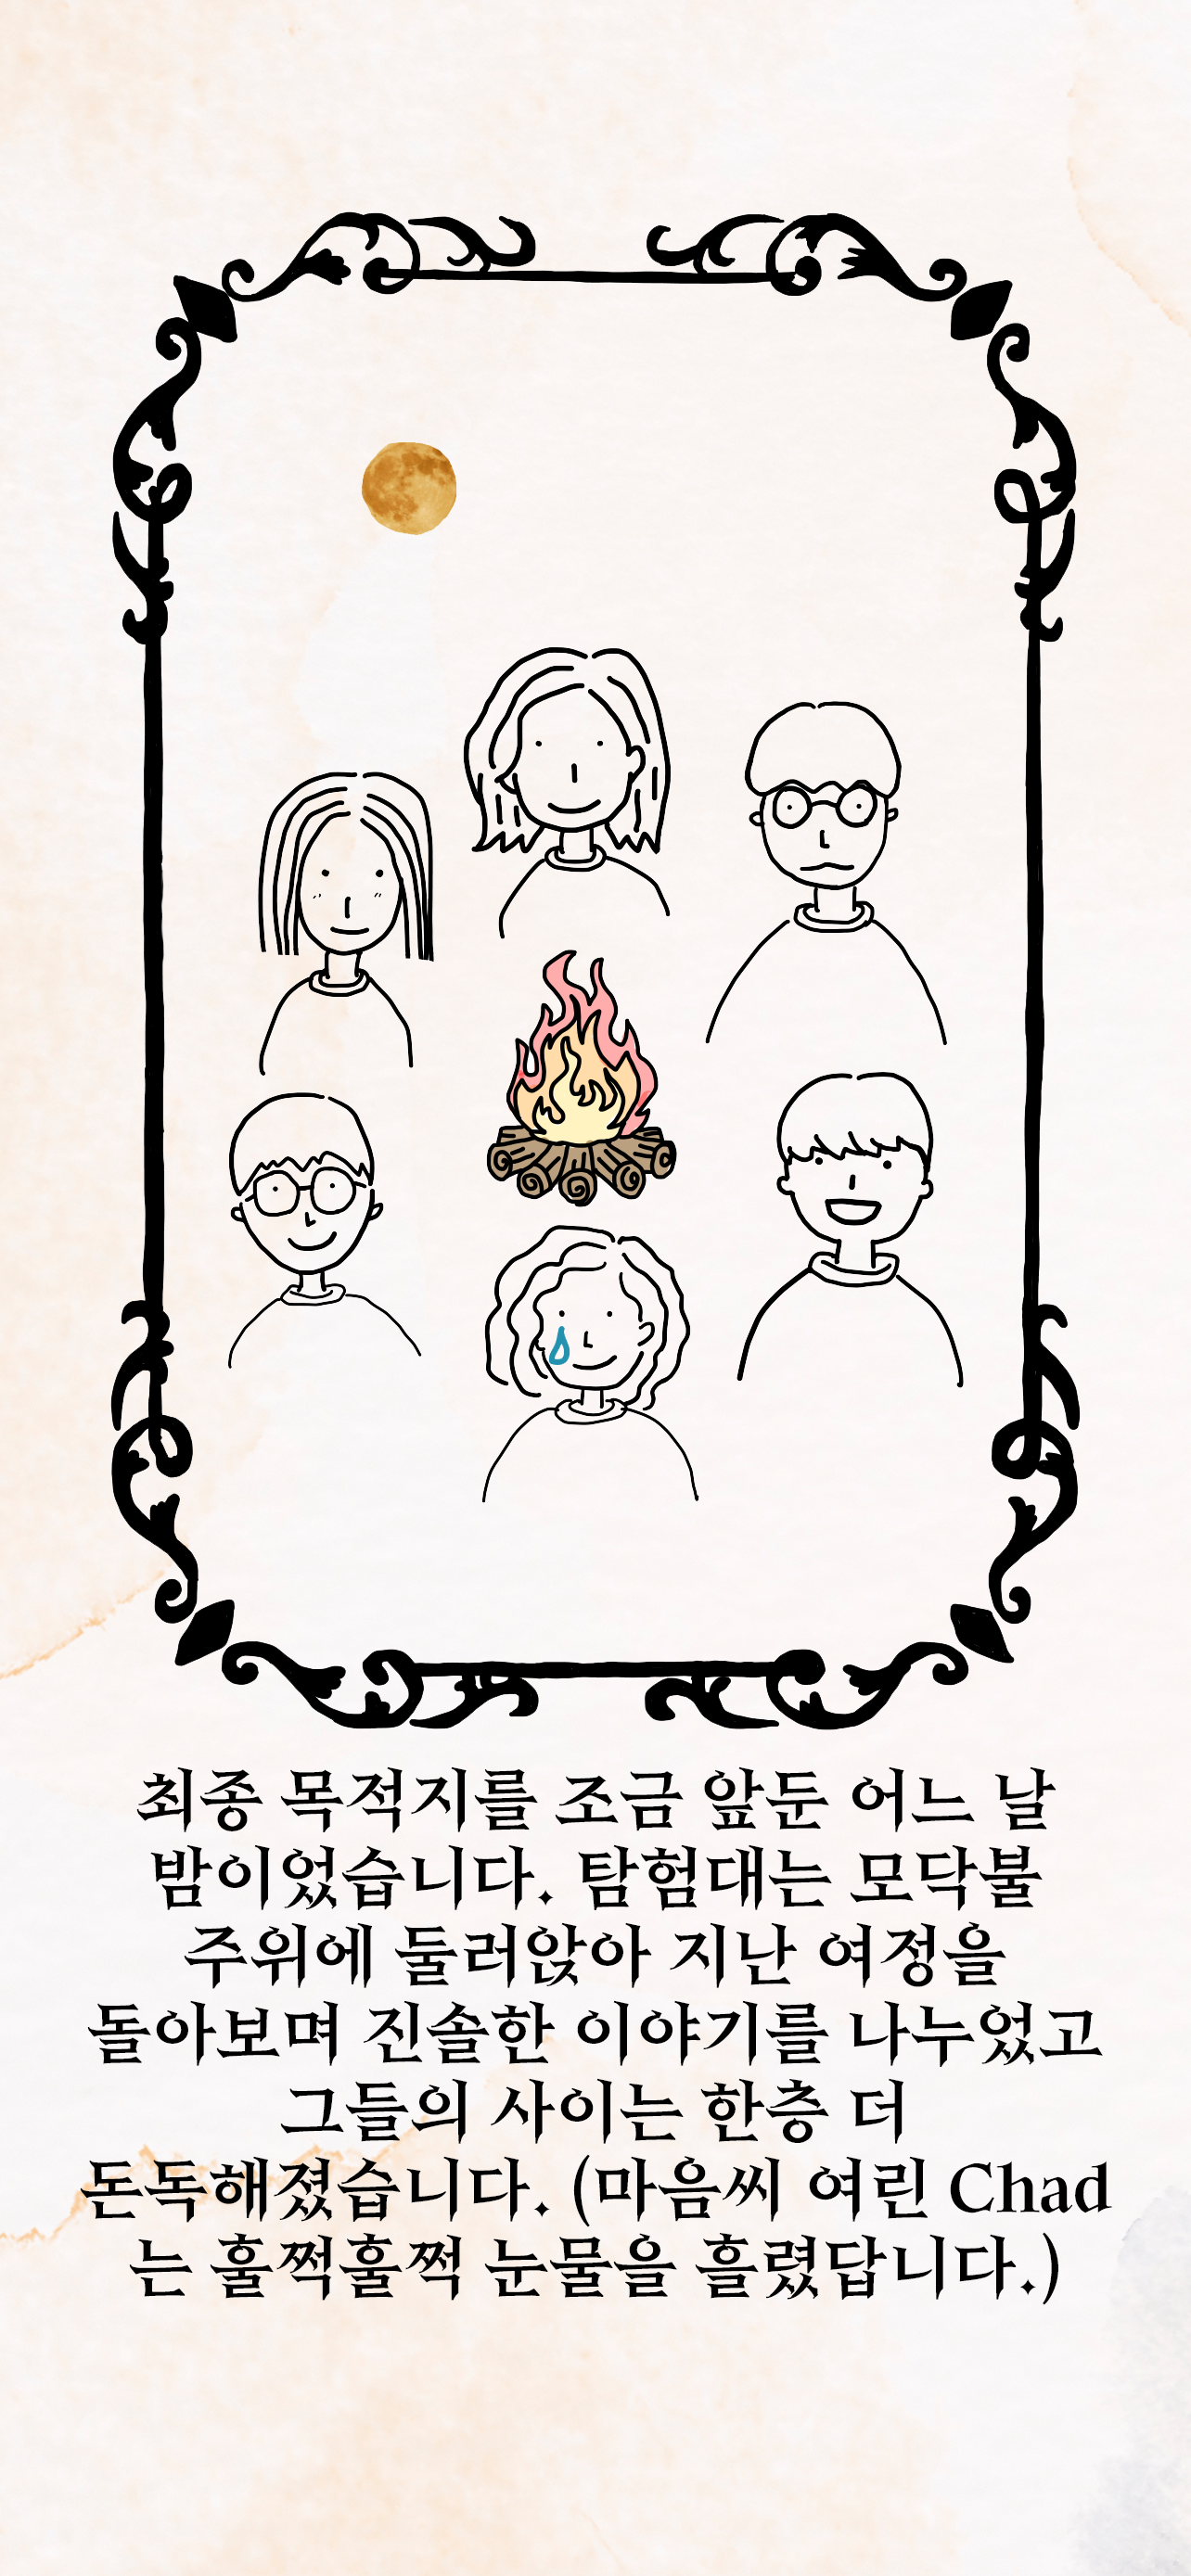 최종 목적지를 조금 앞둔 어느 날
밤이었습니다. 탐험대는 모닥불
주위에 둘러앉아 지난 여정을
돌아보며 진솔한 이야기를 나누었고
그들의 사이는 한층 더
돈독해졌습니다. (마음씨 여린 Chad
는 훌쩍훌쩍 눈물을 흘렸답니다.)